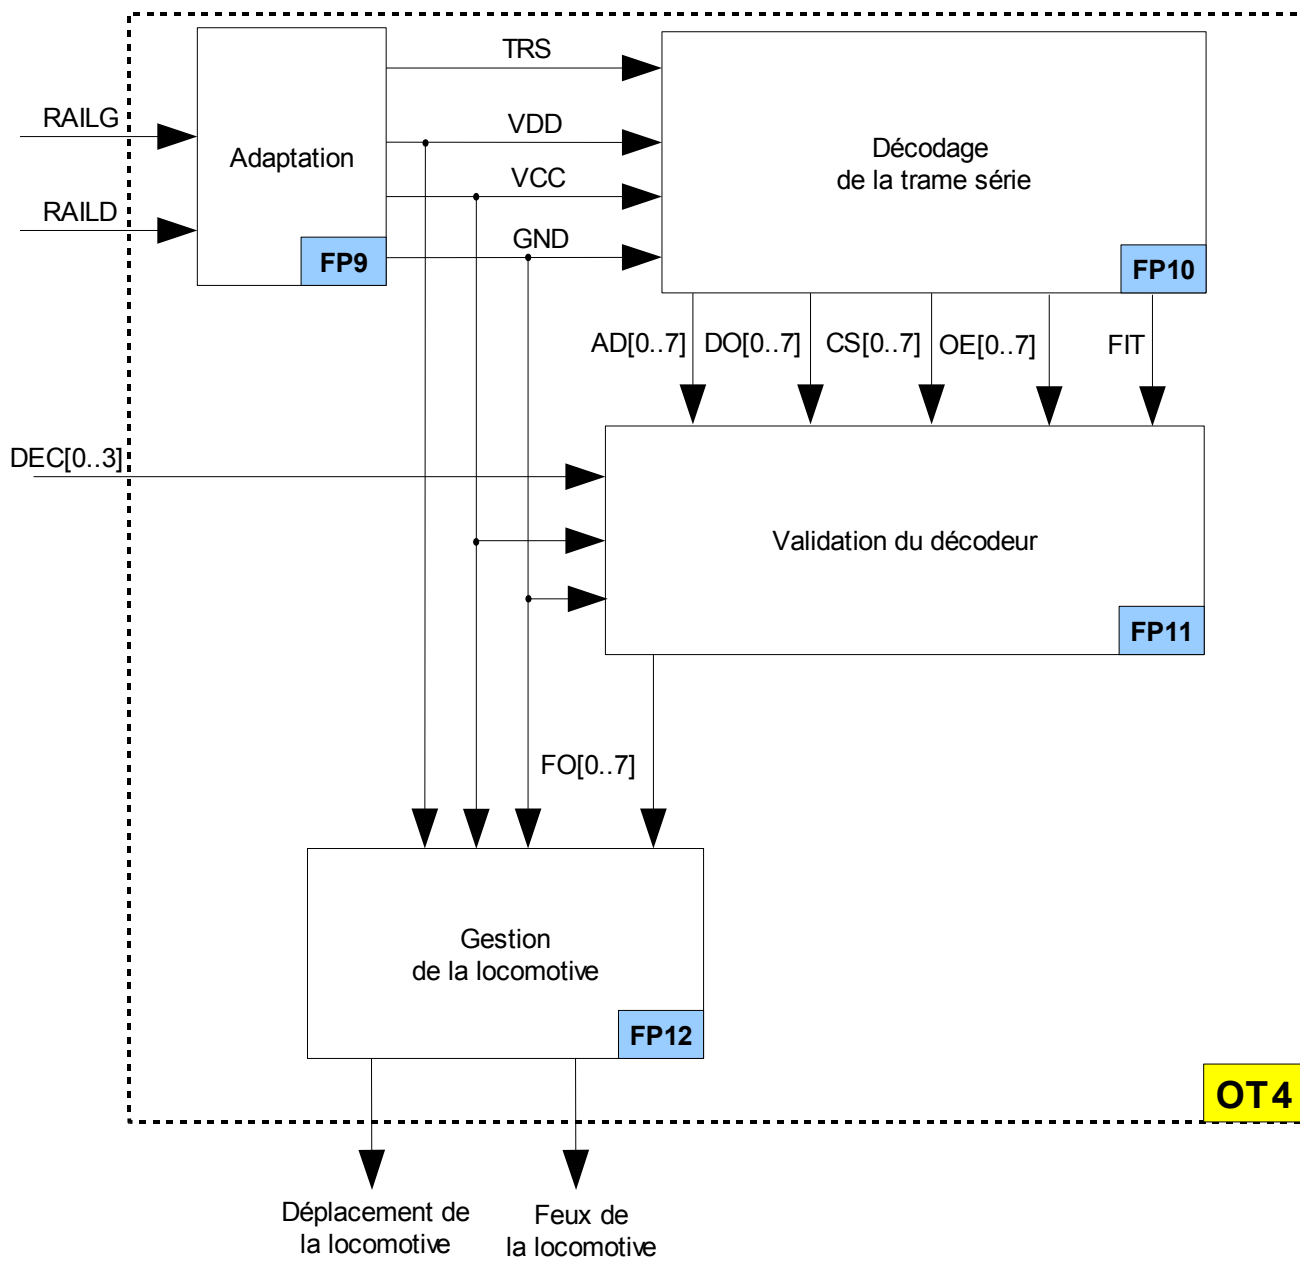 TRS
RAILG
VDD
Adaptation
Décodage
de la trame série
VCC
RAILD
GND
FP9
FP10
AD[0..7]
DO[0..7]
CS[0..7]
OE[0..7]
FIT
DEC[0..3]
Validation du décodeur
FP11
FO[0..7]
Gestion
de la locomotive
FP12
OT4
Déplacement de
la locomotive
Feux de
la locomotive